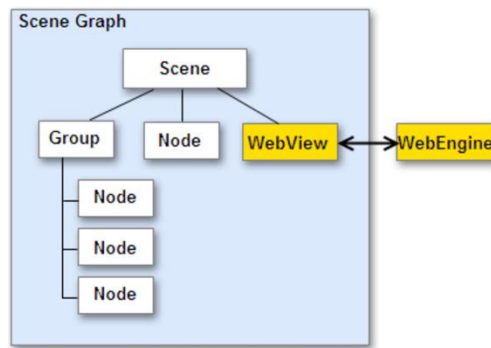 Scene Graph
Scene
Group
Node
WebView
WebEngine
Node
Node
Node